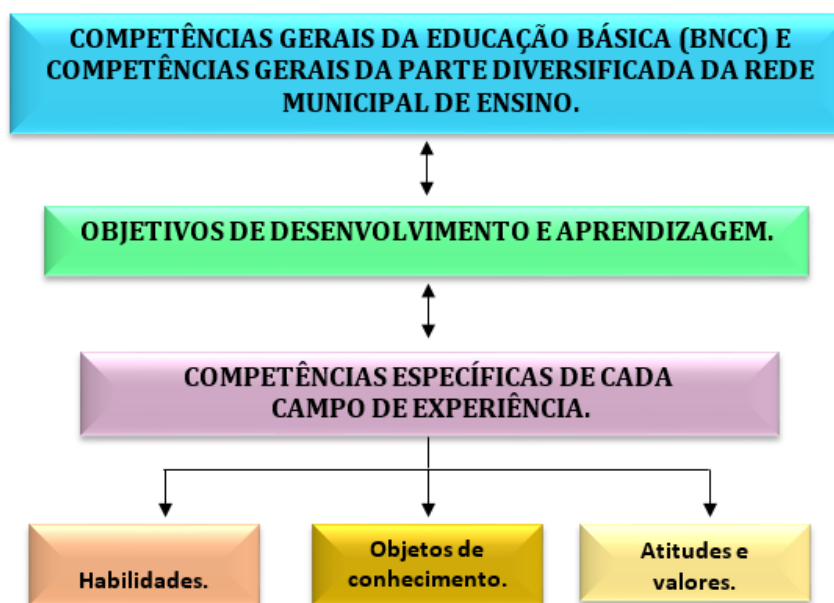 COMPETÊNCIAS GERAIS DA EDUCAÇÃO BÁSICA (BNCC) E
COMPETÊNCIAS GERAIS DA PARTE DIVERSIFICADA DA REDE
MUNICIPAL DE ENSINO.
OBJETIVOS DE DESENVOLVIMENTO E APRENDIZAGEM.
COMPETÊNCIAS ESPECÍFICAS DE CADA
CAMPO DE EXPERIÊNCIA.
Habilidades.
Objetos de
conhecimento.
Atitudes e
valores.